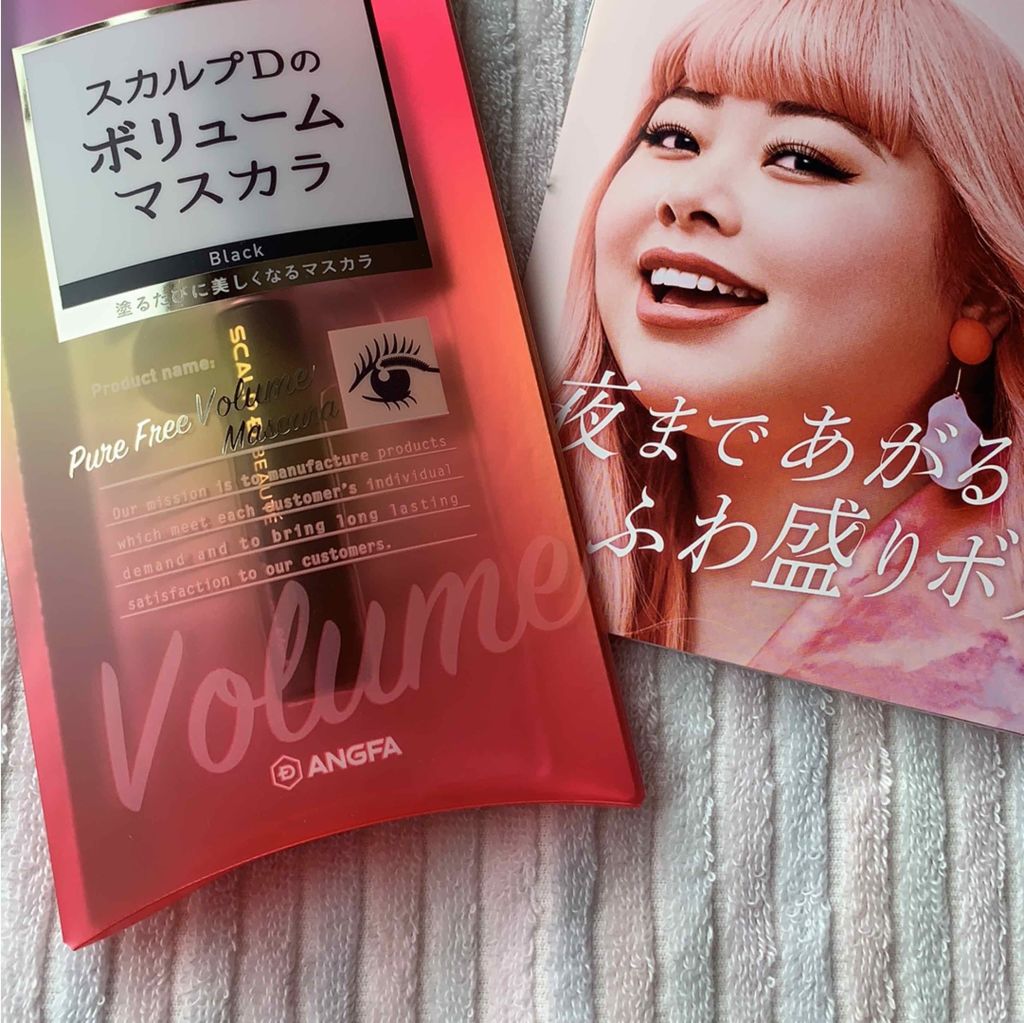 スカルプDの
ボリューム
マスカラ
Black
塗るたびに美しくなるマスカラ
Product name:
Pure Free Volume
Mascara
SCALP D BEAUTÉ
Our mission is to manufacture products
which meet each customer's individual
demand and to bring long lasting
satisfaction to our customers.
Volume
ANGFA
夜まであがる
ふわ盛りボ